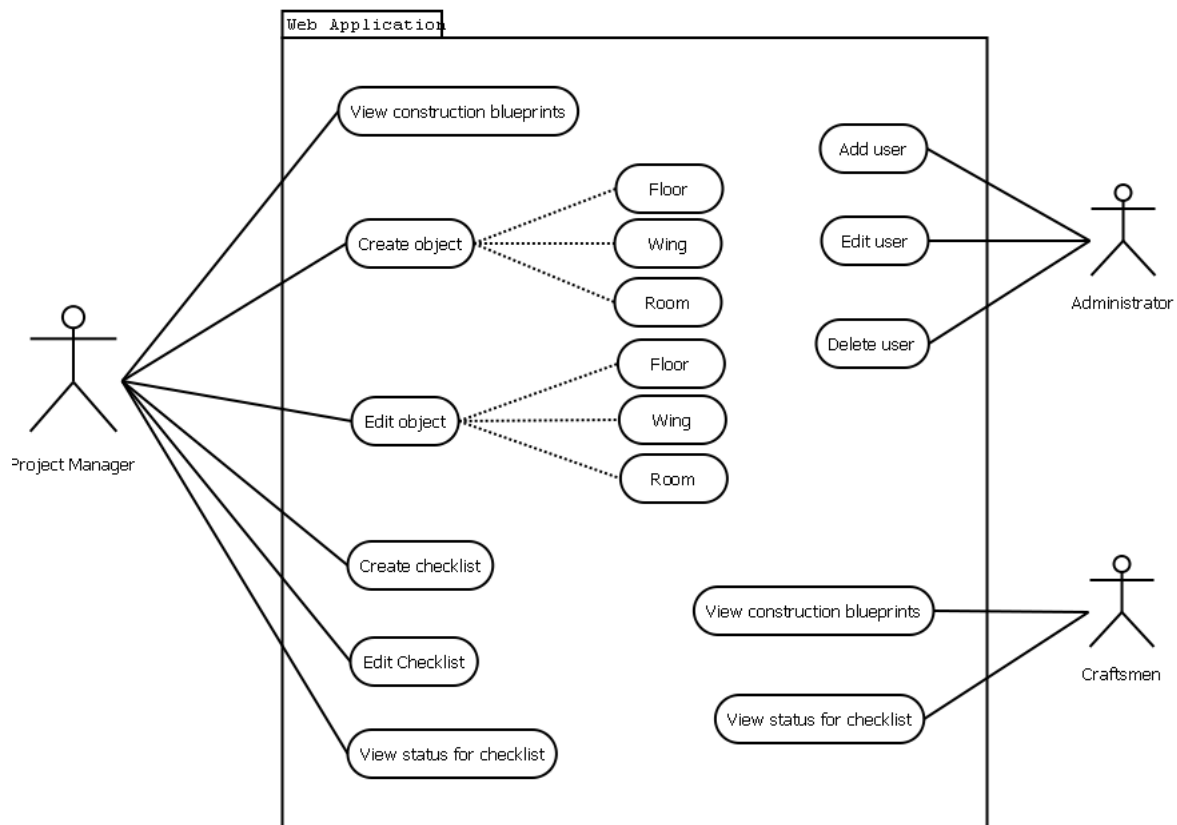 Web Application
View construction blueprints
Add user
Floor
Create object
Wing
Edit user
Room
Administrator
Delete user
Floor
Edit object
Wing
Project Manager
Room
Create checklist
View construction blueprints
Edit Checklist
Craftsmen
View status for checklist
View status for checklist